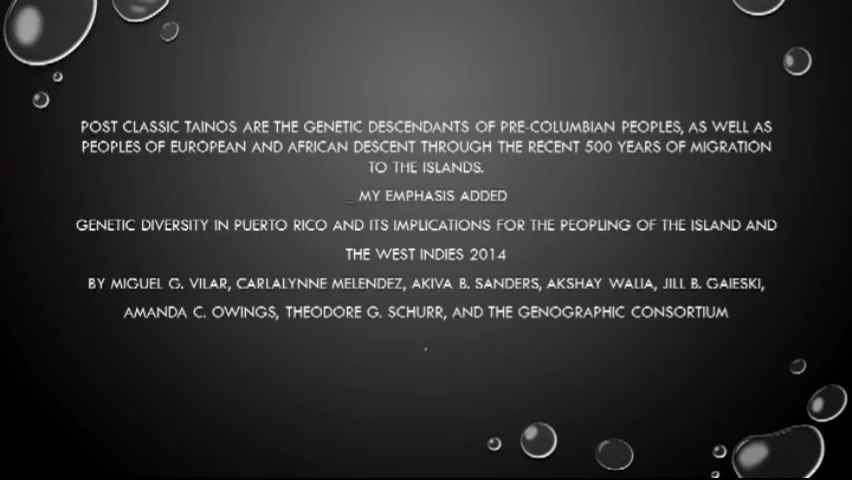 POST CLASSIC TAINOS ARE THE GENETIC DESCENDANTS OF PRE-COLUMBIAN PEOPLES, AS WELL AS
PEOPLES OF EUROPEAN AND AFRICAN DESCENT THROUGH THE RECENT 500 YEARS OF MIGRATION
TO THE ISLANDS.
_ MY EMPHASIS ADDED
GENETIC DIVERSITY IN PUERTO RICO AND ITS IMPLICATIONS FOR THE PEOPLING OF THE ISLAND AND
THE WEST INDIES 2014
BY MIGUEL G. VILAR, CARLALYNNE MELENDEZ, AKIVA B. SANDERS, AKSHAY WALIA, JILL B. GAIESKI,
AMANDA C. OWINGS, THEODORE G. SCHURR, AND THE GENOGRAPHIC CONSORTIUM
.